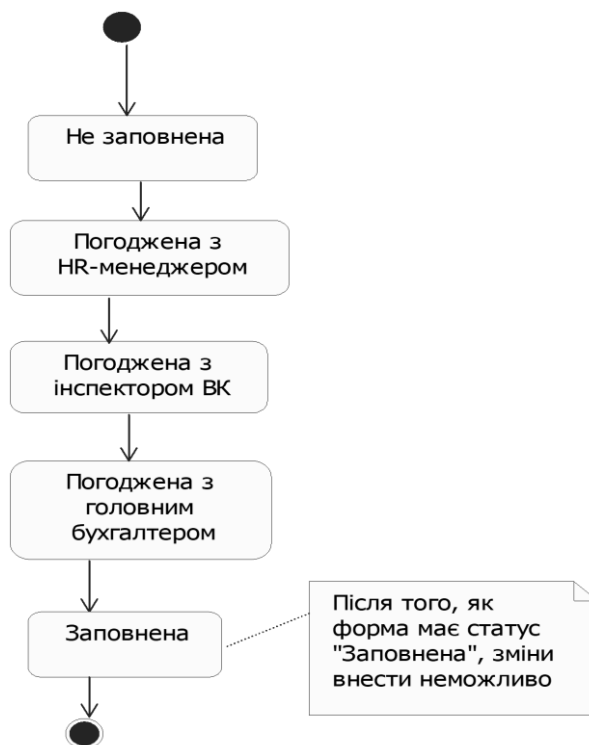 Не заповнена
Погоджена з
HR-менеджером
Погоджена з
інспектором ВК
Погоджена з
головним
бухгалтером
Заповнена
Після того, як
форма має статус
"Заповнена", зміни
внести неможливо